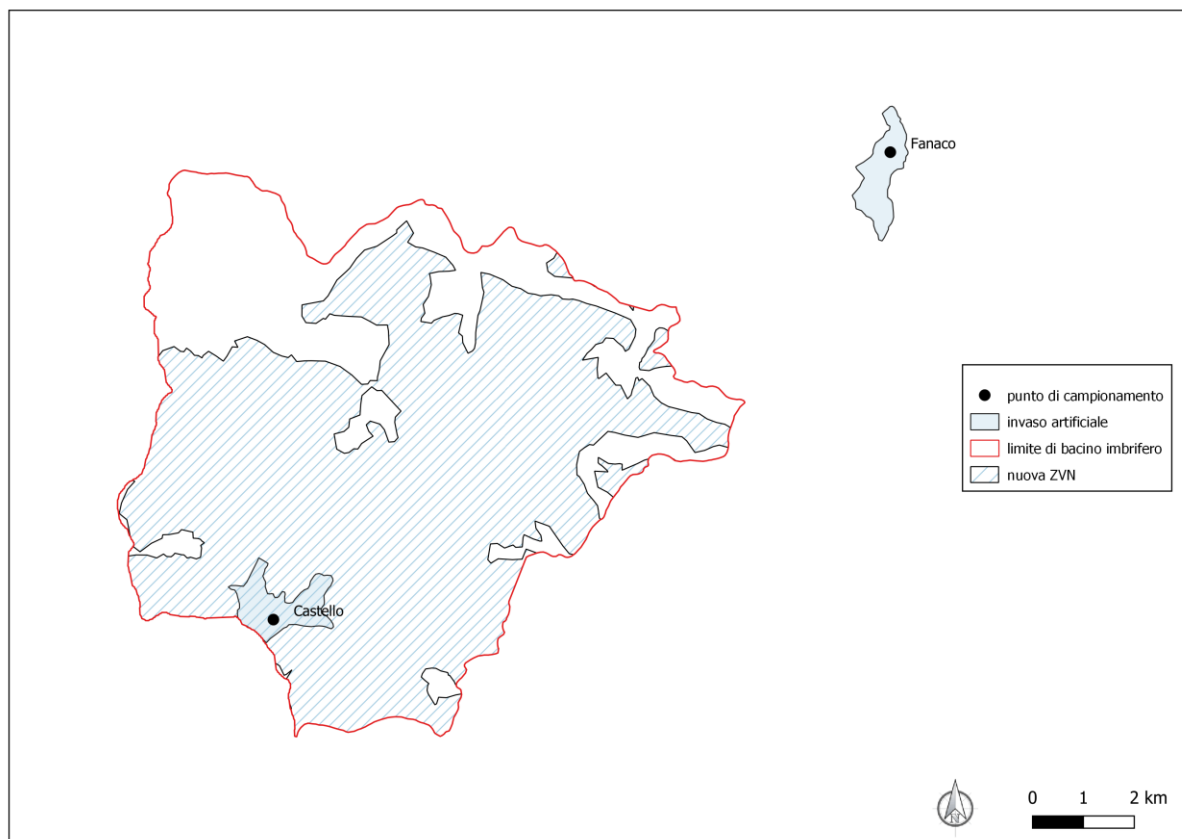 Fanaco
punto di campionamento
invaso artificiale
limite di bacino imbrifero
nuova ZVN
Castello
N
0 1 2 km